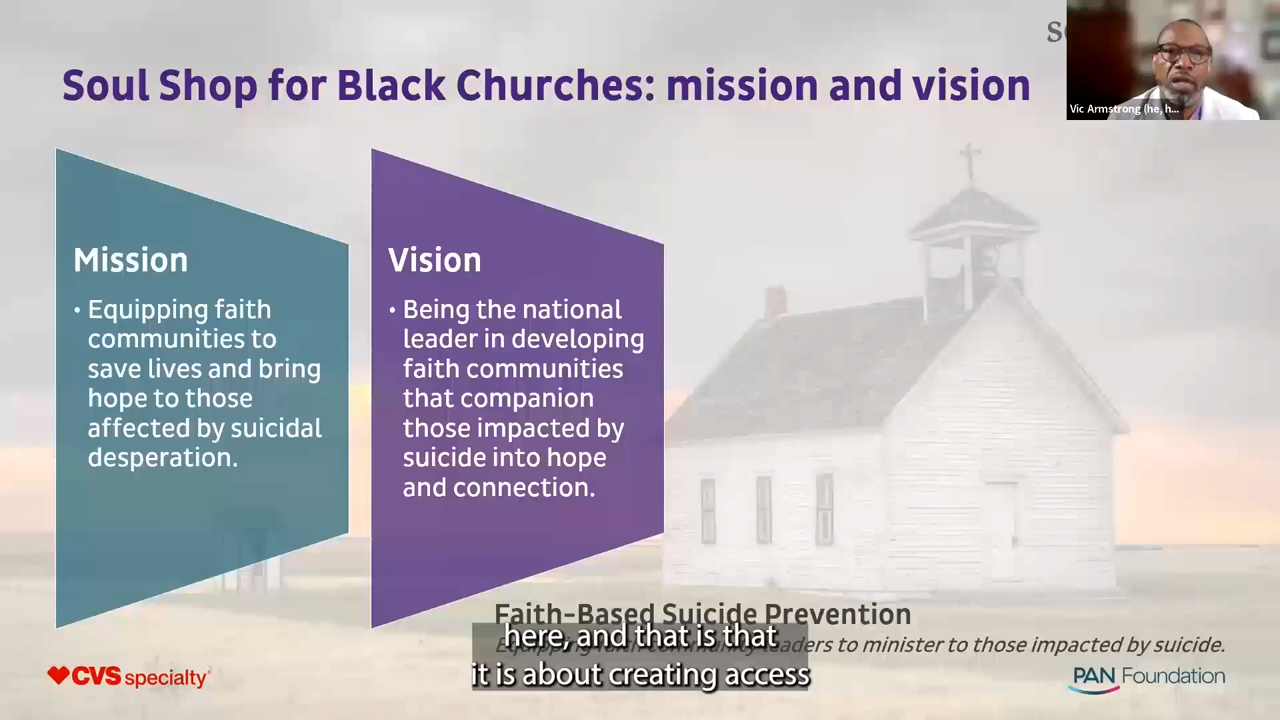 Soul Shop for Black Churches: mission and vision
Vic Armstrong (he, h...
Mission
• Equipping faith
communities to
save lives and bring
hope to those
affected by suicidal
desperation.
Vision
• Being the national
leader in developing
faith communities
that companion
those impacted by
suicide into hope
and connection.
Faith-Based Suicide Prevention
Equipping faith community leaders to minister to those impacted by suicide.
here, and that is that
it is about creating access
CVS specialty®
PAN Foundation